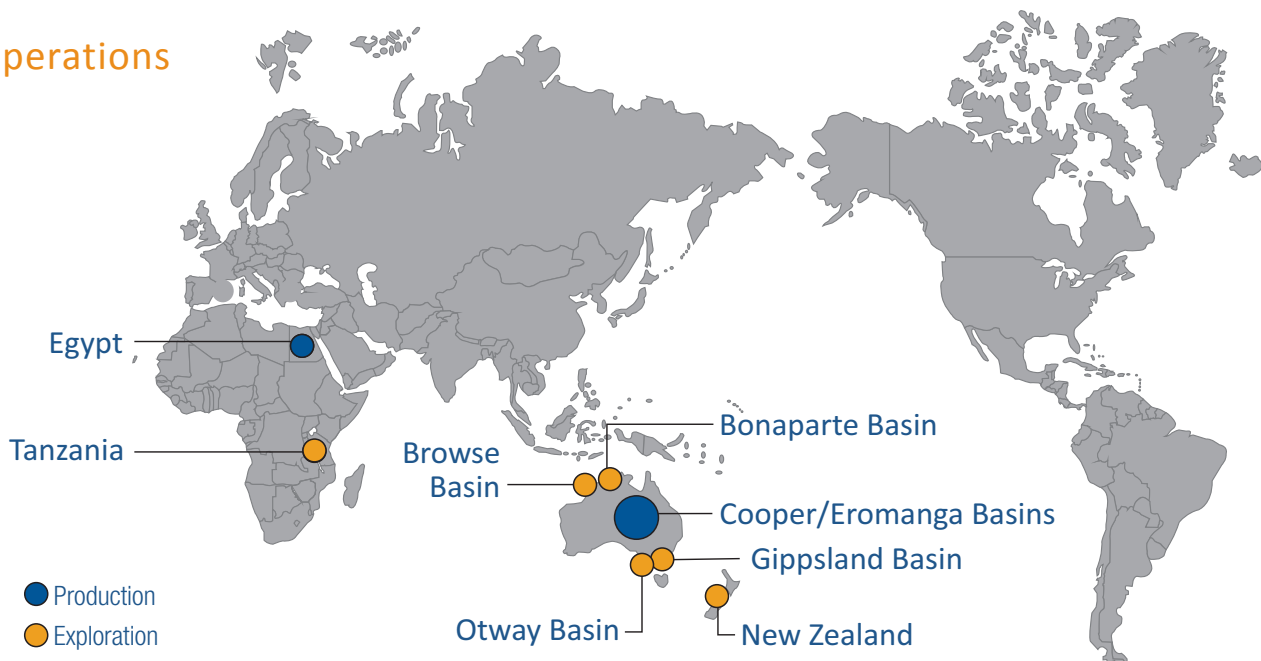 perations
Egypt
Tanzania
Browse
Basin
Bonaparte Basin
Cooper/Eromanga Basins
Gippsland Basin
Otway Basin
New Zealand
Production
Exploration